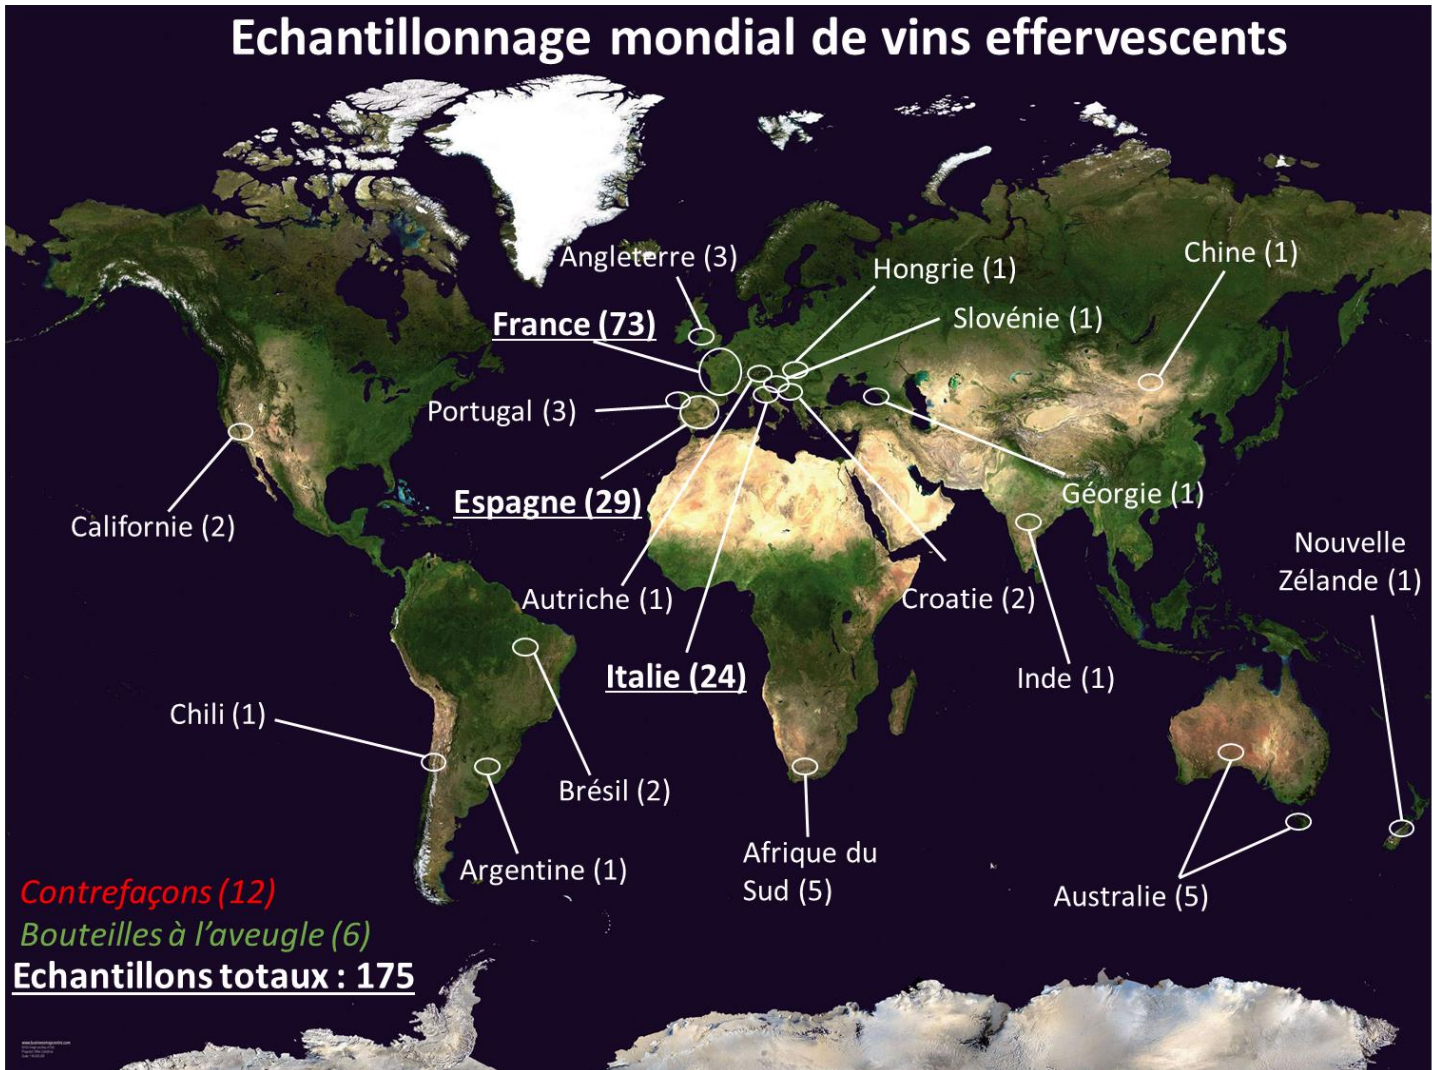 Echantillonnage mondial de vins effervescents
Angleterre (3)
Hongrie (1)
Chine (1)
France (73)
Slovénie (1)
Portugal (3)
Espagne (29)
Géorgie (1)
Californie (2)
Nouvelle
Zélande (1)
Autriche (1)
Croatie (2)
Italie (24)
Inde (1)
Chili (1)
Brésil (2)
Argentine (1)
Afrique du
Sud (5)
Australie (5)
Contrefaçons (12)
Bouteilles à l’aveugle (6)
Echantillons totaux : 175